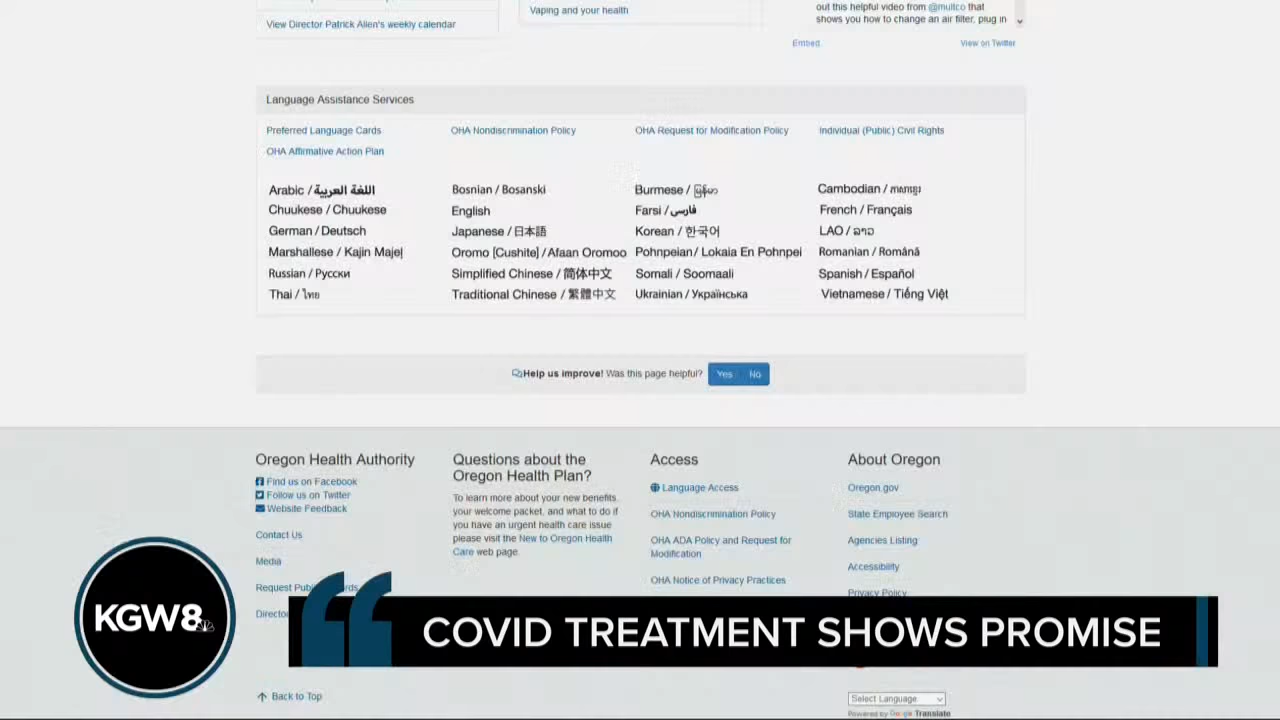 View Director Patrick Allen's weekly calendar
Vaping and your health
out this helpful video from @multco that
shows you how to change an air filter, plug in
Embed
View on Twitter
Language Assistance Services
Preferred Language Cards
OHA Nondiscrimination Policy
OHA Request for Modification Policy
Individual (Public) Civil Rights
OHA Affirmative Action Plan
Arabic / اللغة العربية
Bosnian / Bosanski
Burmese / မြန်မာ
Cambodian / ភាសាខ្មែរ
Chuukese / Chuukese
English
Farsi / فارسی
French / Français
German / Deutsch
Japanese / 日本語
Korean / 한국어
LAO / ລາວ
Marshallese / Kajin Majeļ
Oromo [Cushite] / Afaan Oromoo
Pohnpeian / Lokaia En Pohnpei
Romanian / Română
Russian / Русски
Simplified Chinese / 简体中文
Somali / Soomaali
Spanish / Español
Thai / ไทย
Traditional Chinese / 繁體中文
Ukrainian / Українська
Vietnamese / Tiếng Việt
Help us improve! Was this page helpful? Yes No
Oregon Health Authority
Find us on Facebook
Follow us on Twitter
Website Feedback
Contact Us
Media
Request
Questions about the
Oregon Health Plan?
To learn more about your new benefits,
your welcome packet, and what to do if
you have an urgent health care issue
please visit the New to Oregon Health
Care web page.
Access
Language Access
OHA Nondiscrimination Policy
OHA ADA Policy and Request for
Modification
OHA Notice of Privacy Practices
About Oregon
Oregon.gov
State Employee Search
Agencies Listing
Accessibility
Privacy Policy
KGW8
COVID TREATMENT SHOWS PROMISE
Back to Top
Select Language
Powered by Google Translate